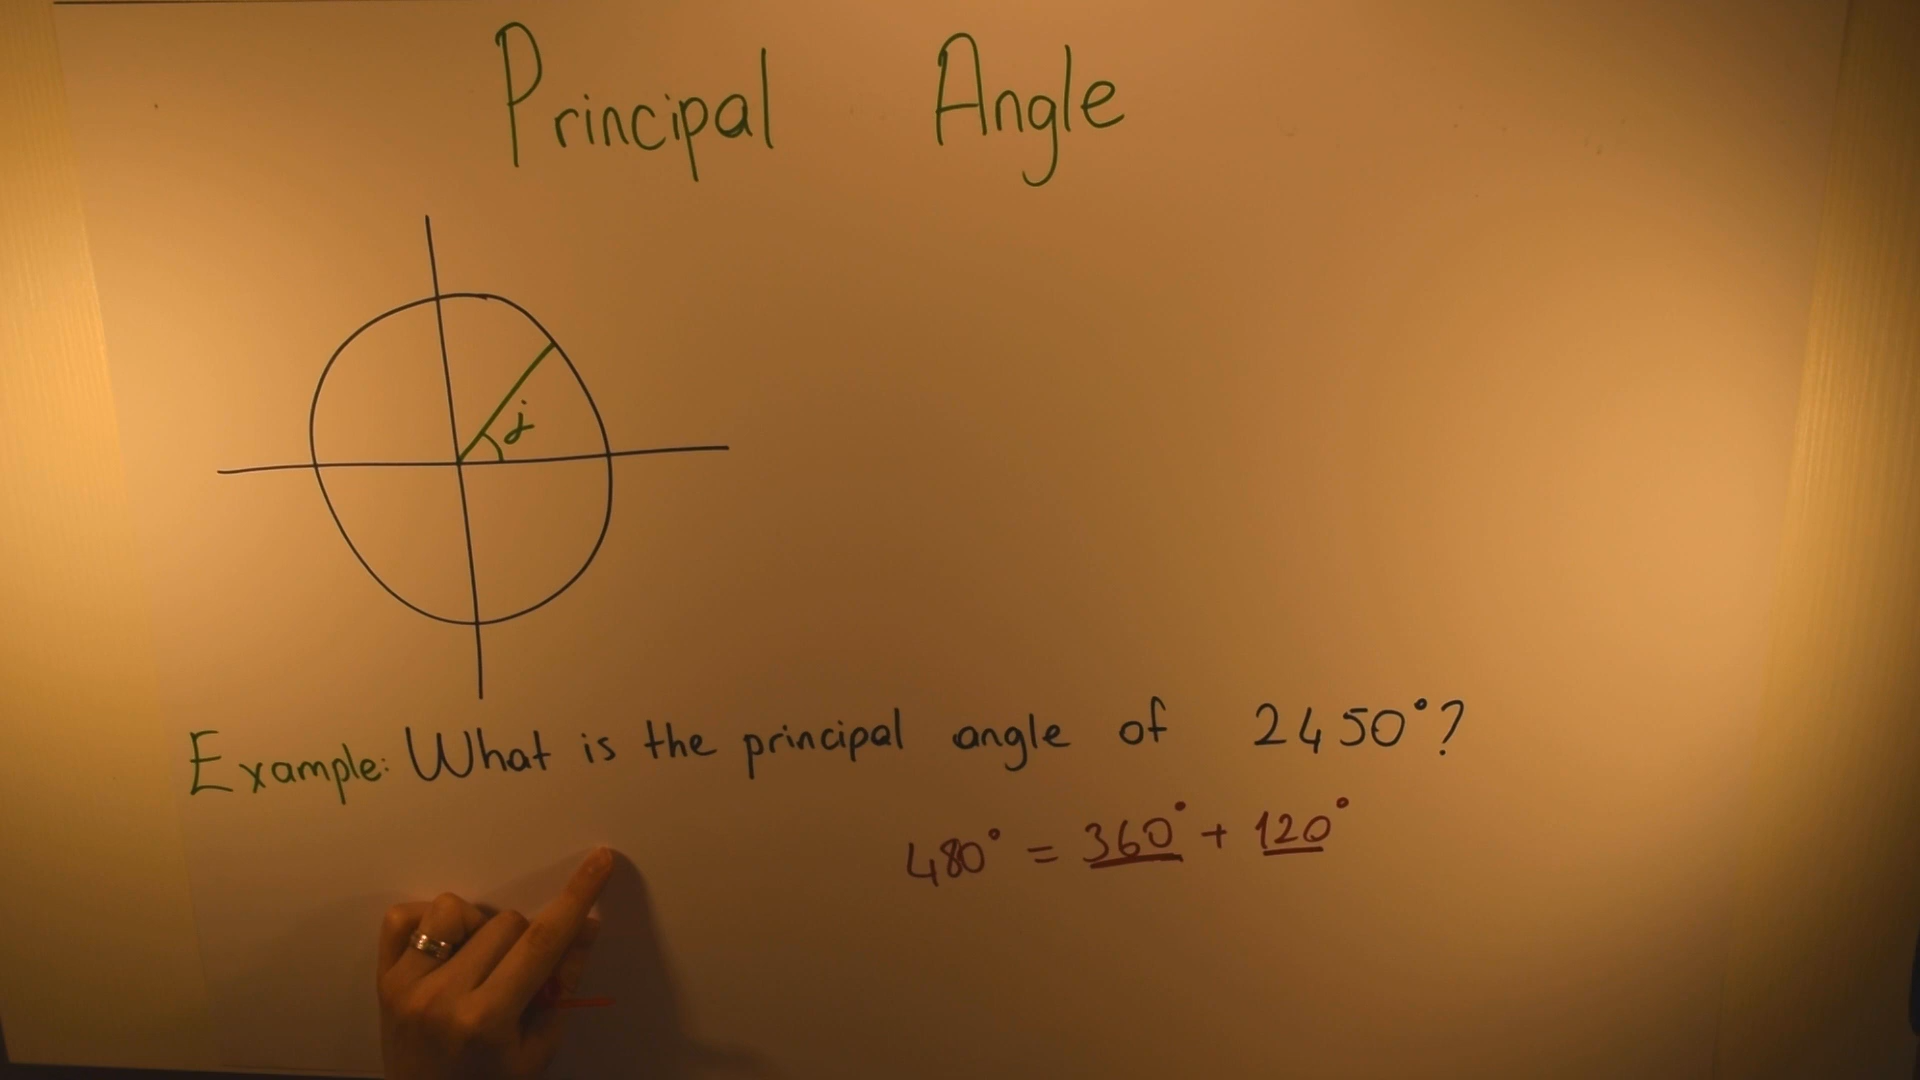 Principal Angle
Example: What is the principal angle of 2450°?
480° = 360° + 120°